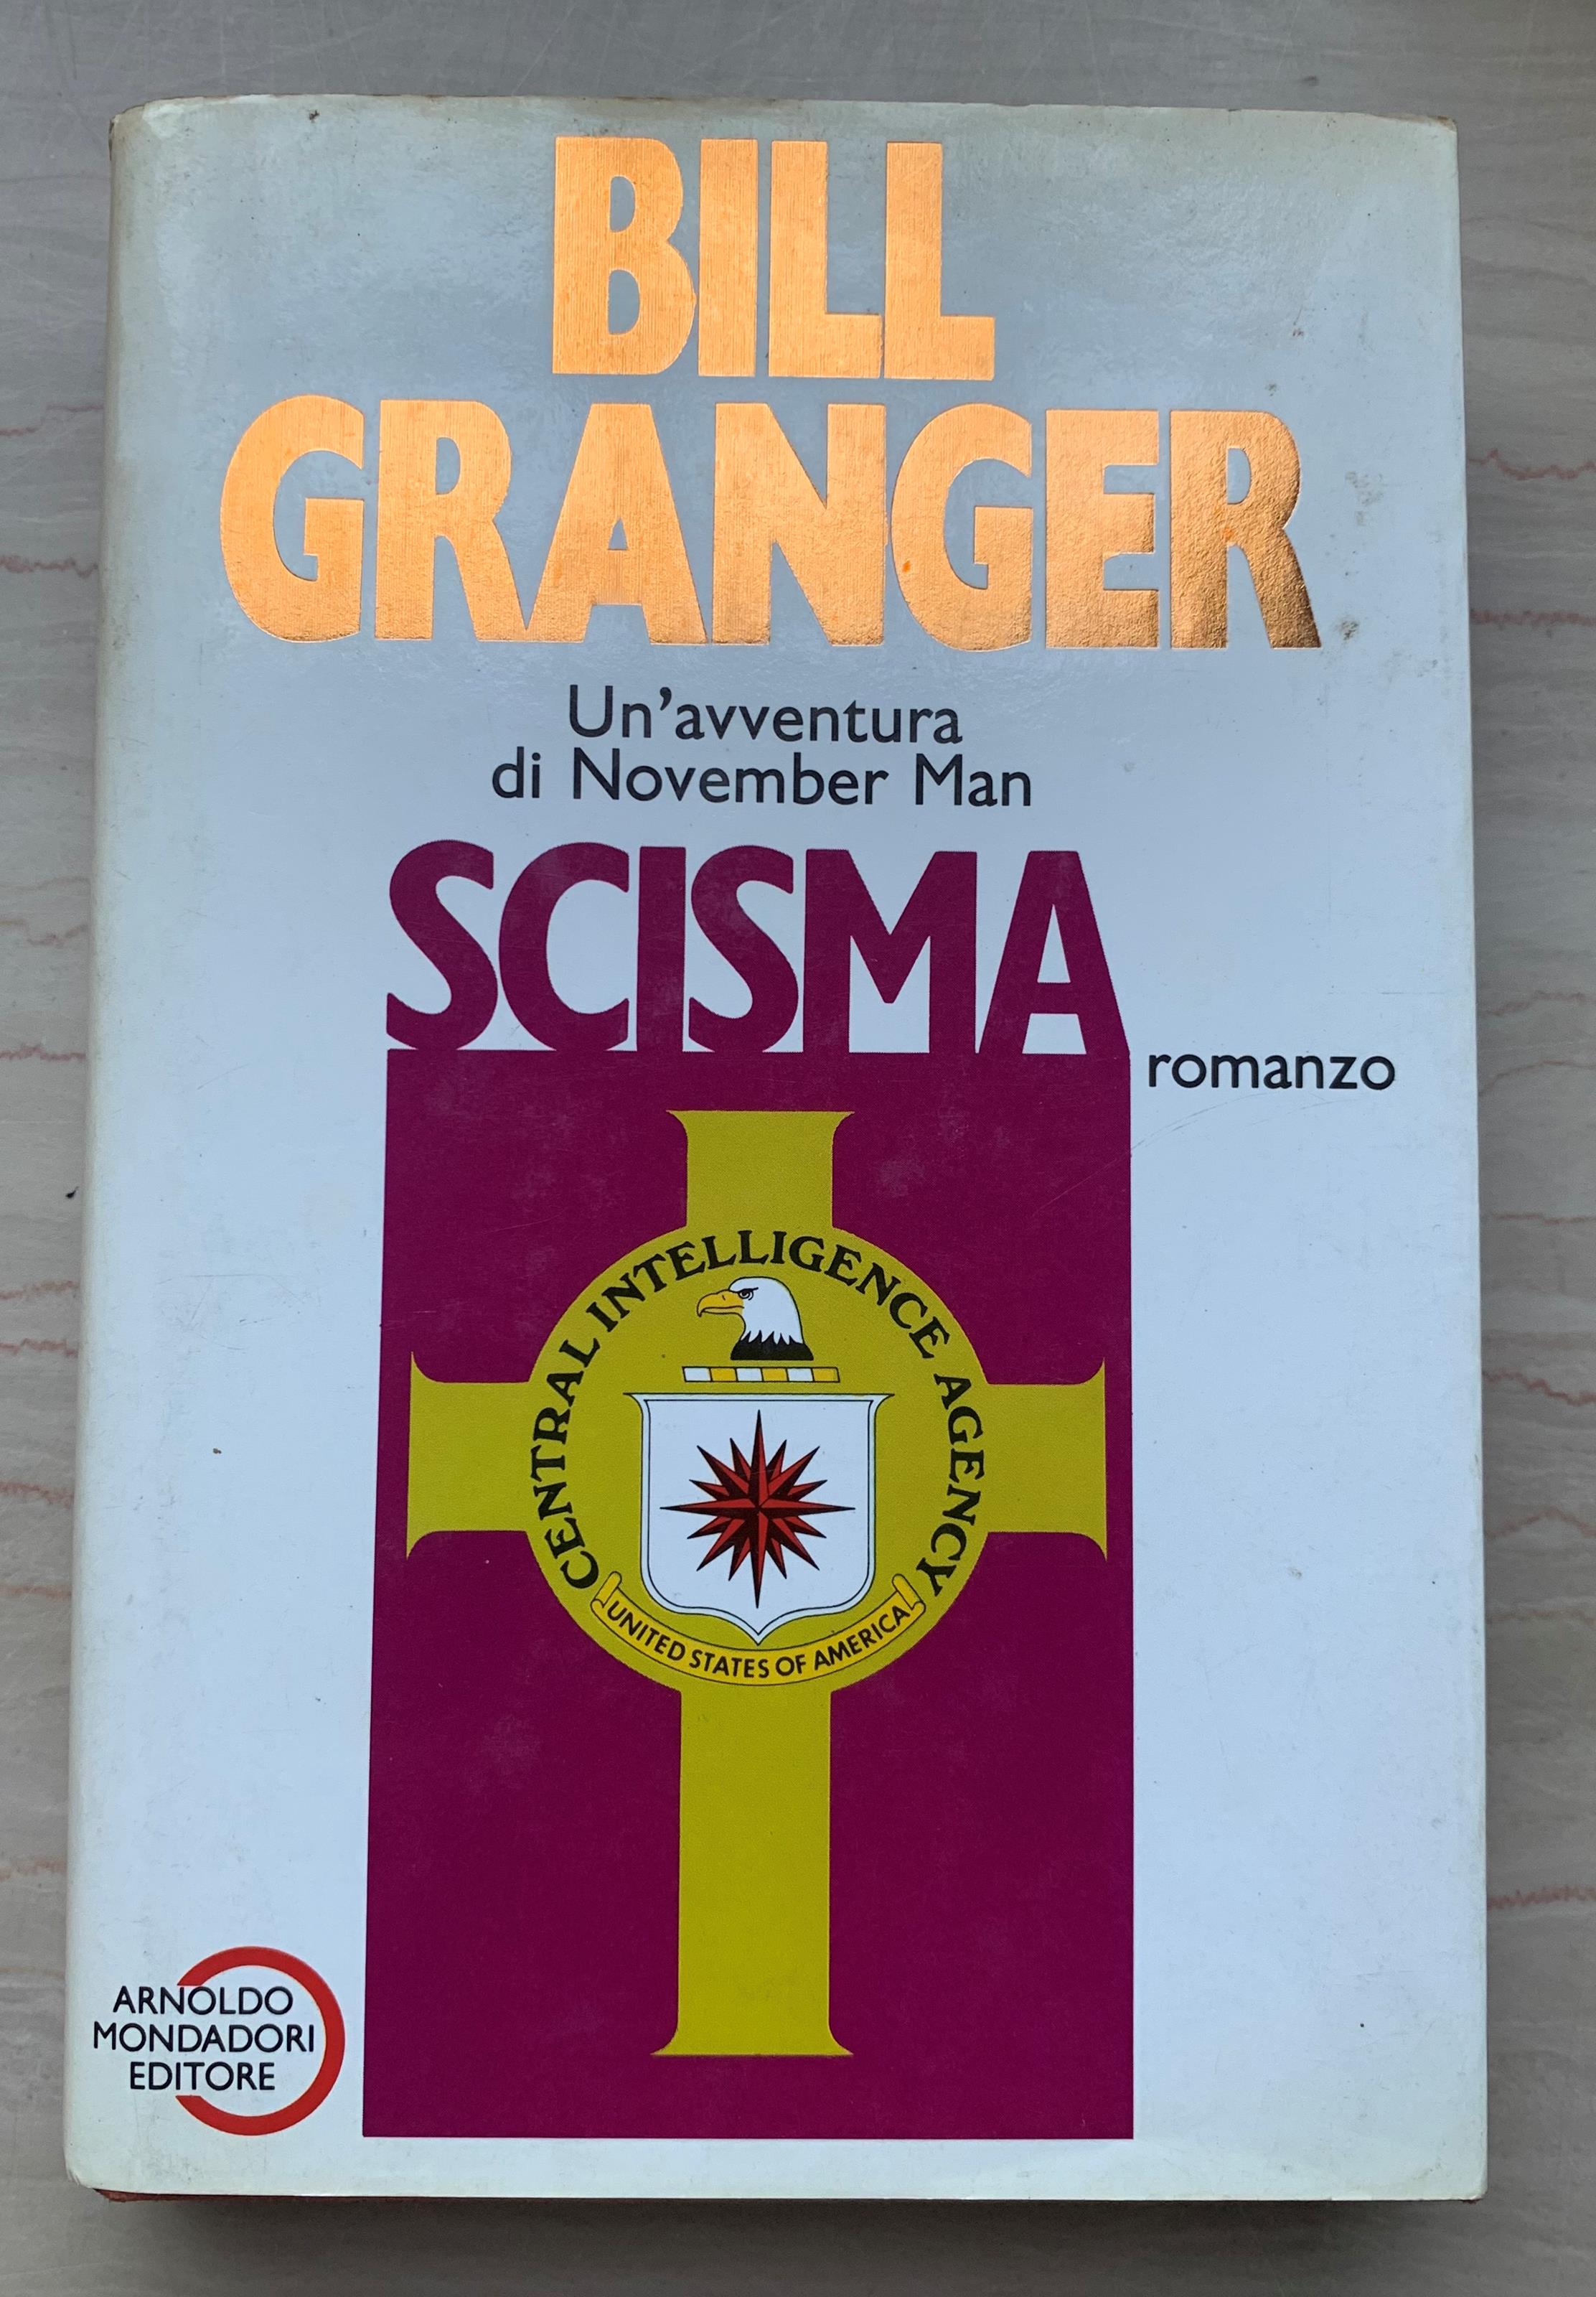 BILL
GRANGER
Un'avventura
di November Man
SCISMA
romanzo
CENTRAL INTELLIGENCE AGENCY
UNITED STATES OF AMERICA
ARNOLDO
MONDADORI
EDITORE